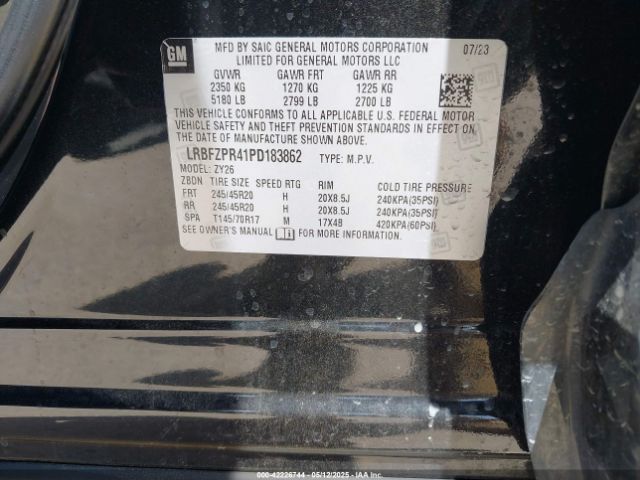 GM
MFD BY SAIC GENERAL MOTORS CORPORATION 07/23
LIMITED FOR GENERAL MOTORS LLC
GVWR GAWR FRT GAWR RR
2350 KG 1270 KG 1225 KG
5180 LB 2799 LB 2700 LB
THIS VEHICLE CONFORMS TO ALL APPLICABLE U.S. FEDERAL MOTOR
VEHICLE SAFETY AND THEFT PREVENTION STANDARDS IN EFFECT ON
THE DATE OF MANUFACTURE SHOWN ABOVE.
LRBFZPR41PD183862 TYPE: M.P.V.
MODEL: ZY26
ZBDN TIRE SIZE SPEED RTG RIM COLD TIRE PRESSURE
FRT 245/45R20 H 20X8.5J 240KPA(35PSI)
RR 245/45R20 H 20X8.5J 240KPA(35PSI)
SPA T145/70R17 M 17X4B 420KPA(60PSI)
SEE OWNER'S MANUAL FOR MORE INFORMATION.
000-42226744 - 05/12/2025 - IAA Inc.